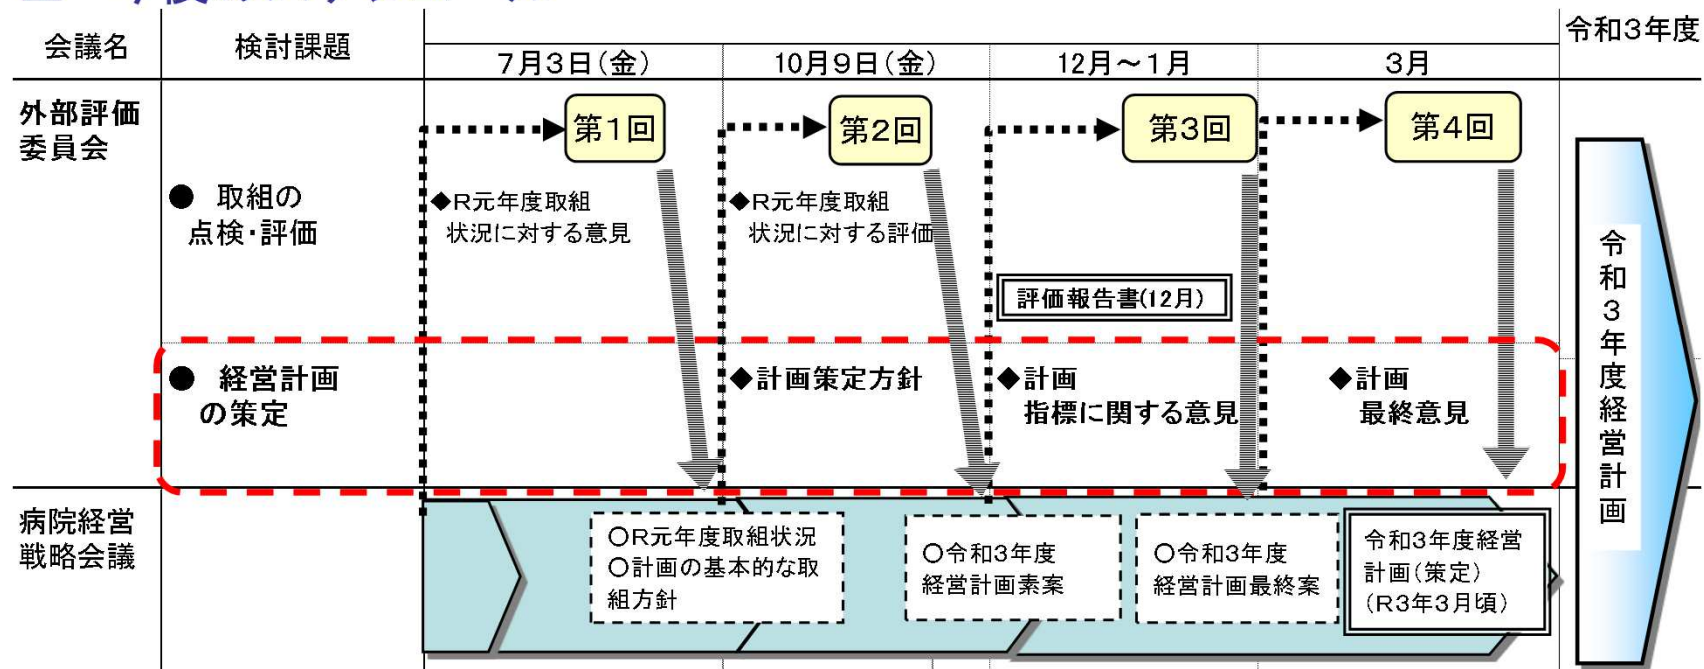 会議名
検討課題
7月3日(金)
10月9日(金)
12月～1月
3月
令和3年度
外部評価
委員会
第1回
第2回
第3回
第4回
● 取組の
点検・評価
◆R元年度取組
状況に対する意見
◆R元年度取組
状況に対する評価
評価報告書(12月)
● 経営計画
の策定
◆計画策定方針
◆計画
指標に関する意見
◆計画
最終意見
病院経営
戦略会議
○R元年度取組状況
○計画の基本的な取
組方針
○令和3年度
経営計画素案
○令和3年度
経営計画最終案
令和3年度経営
計画(策定)
(R3年3月頃)
令和3年度経営計画